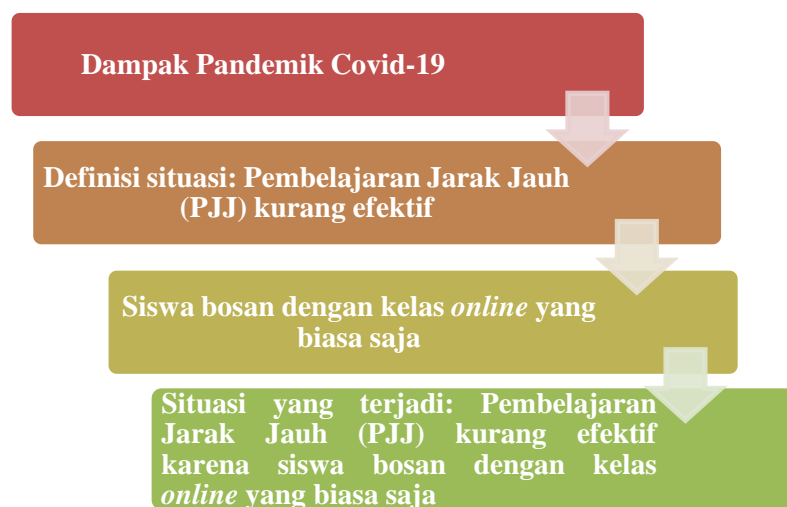 Dampak Pandemik Covid-19
Definisi situasi: Pembelajaran Jarak Jauh
(PJJ) kurang efektif
Siswa bosan dengan kelas online yang
biasa saja
Situasi yang terjadi: Pembelajaran
Jarak Jauh (PJJ) kurang efektif
karena siswa bosan dengan kelas
online yang biasa saja